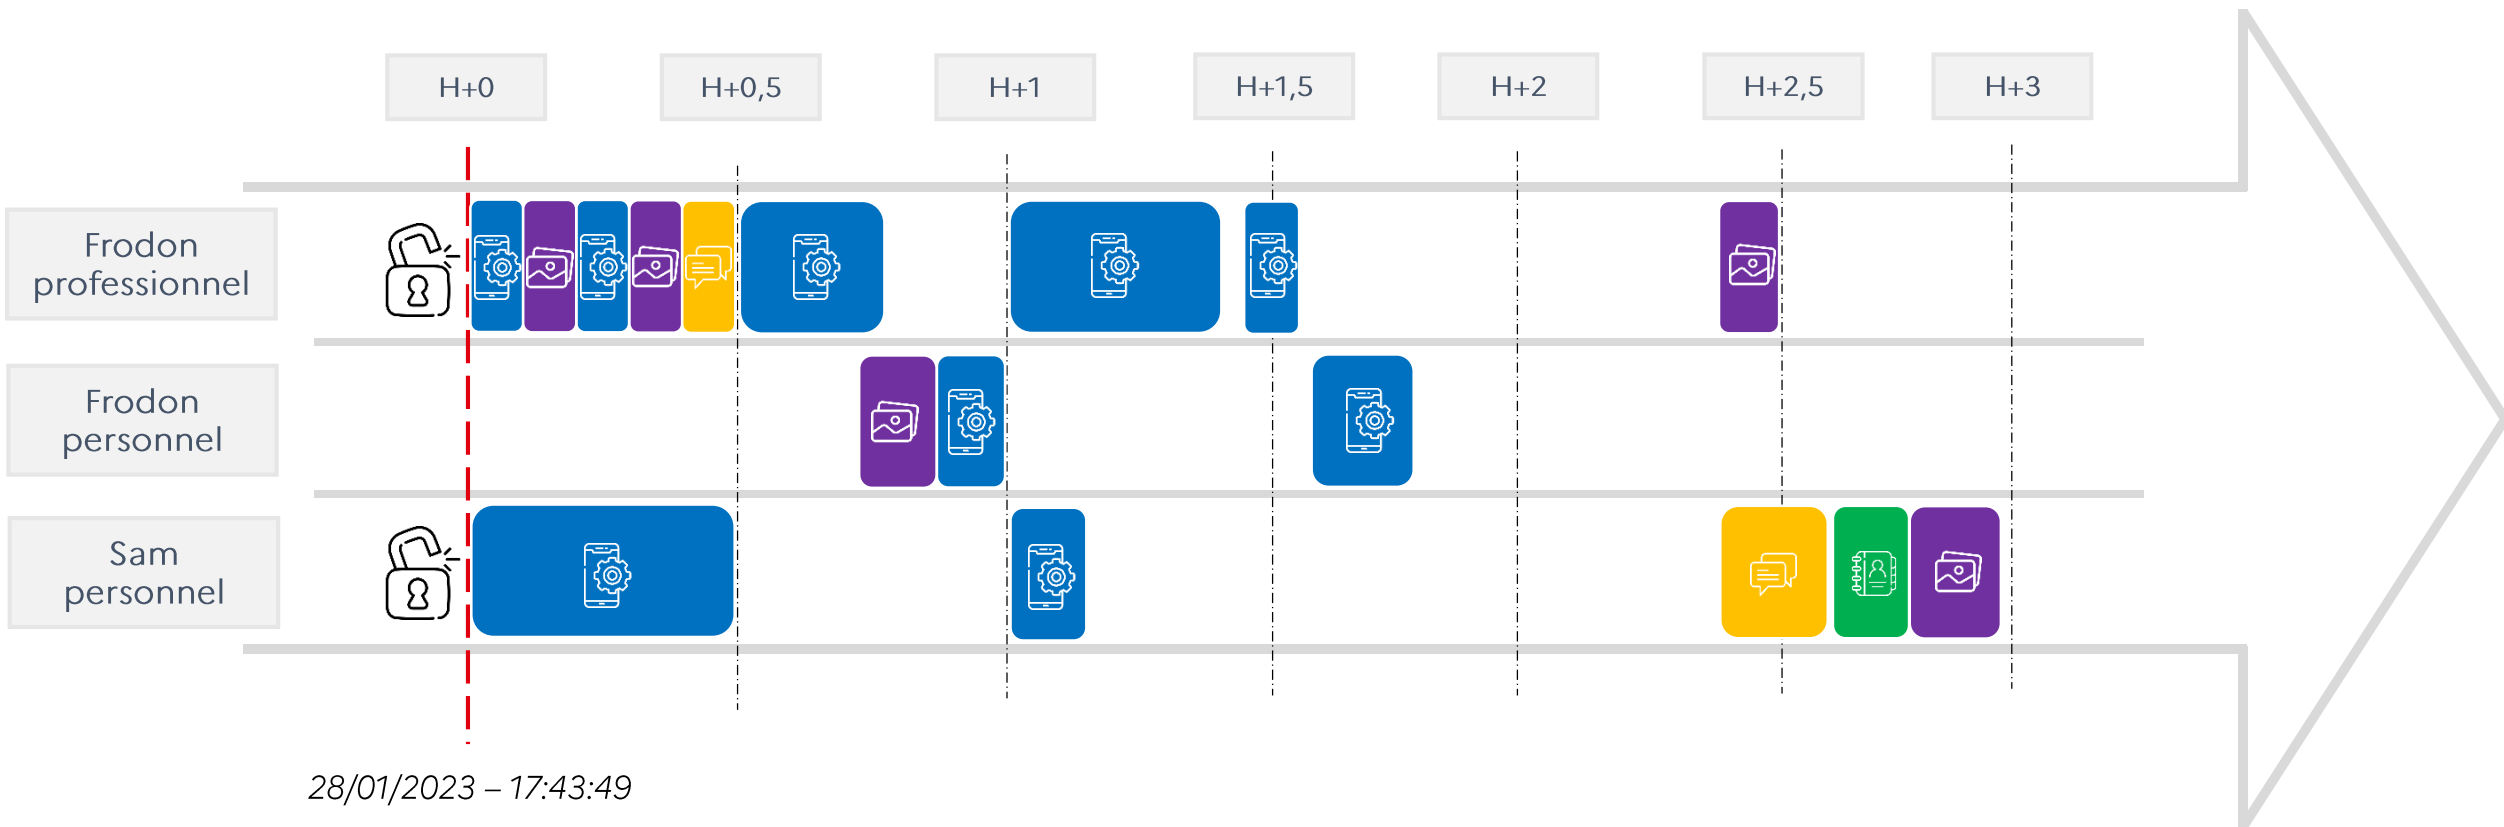 H+0
H+0,5
H+1
H+1,5
H+2
H+2,5
H+3
Frodon
professionnel
Frodon
personnel
Sam
personnel
28/01/2023 – 17:43:49